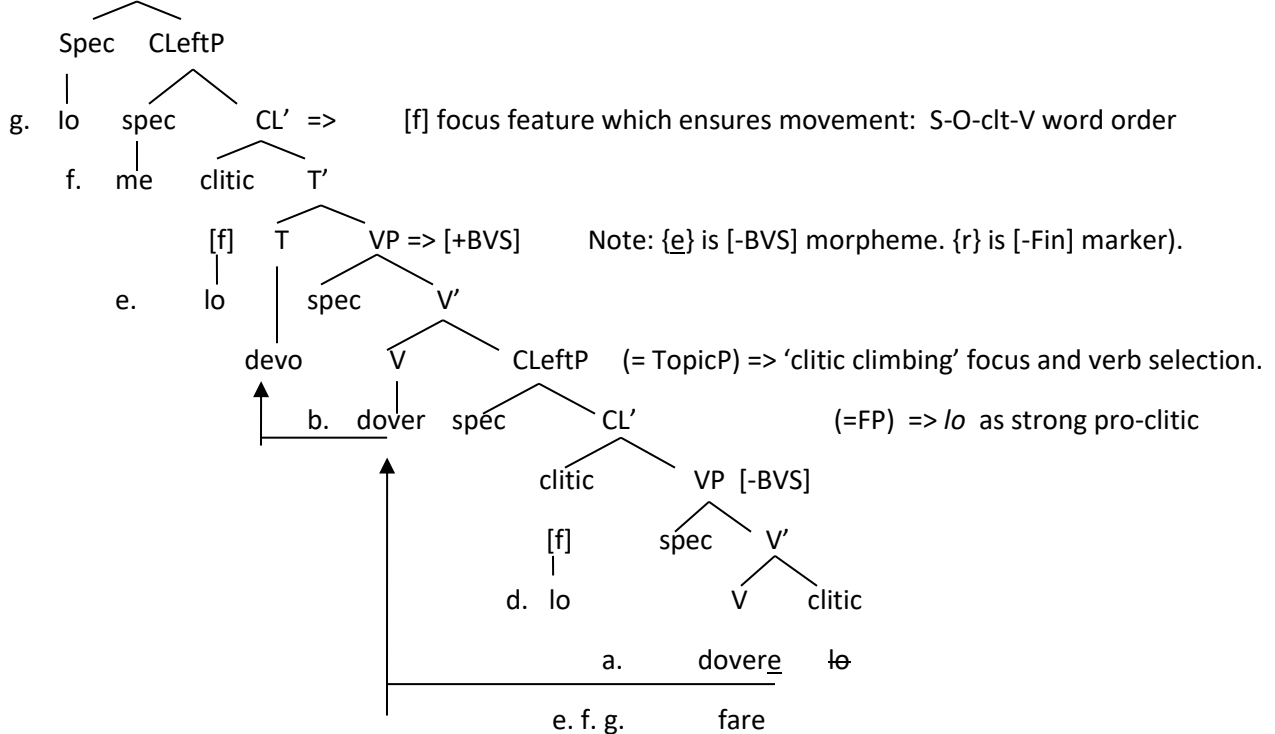 Spec CLeftP
g. lo spec CL’ => [f] focus feature which ensures movement: S-O-clt-V word order
f. me clitic T’
[f] T VP => [+BVS] Note: {e} is [-BVS] morpheme. {r} is [-Fin] marker).
e. lo spec V’
devo V CLeftP (= TopicP) => ‘clitic climbing’ focus and verb selection.
b. dover spec CL’ (=FP) => lo as strong pro-clitic
clitic VP [-BVS]
[f] spec V’
d. lo V clitic
a. dovere lo
e. f. g. fare